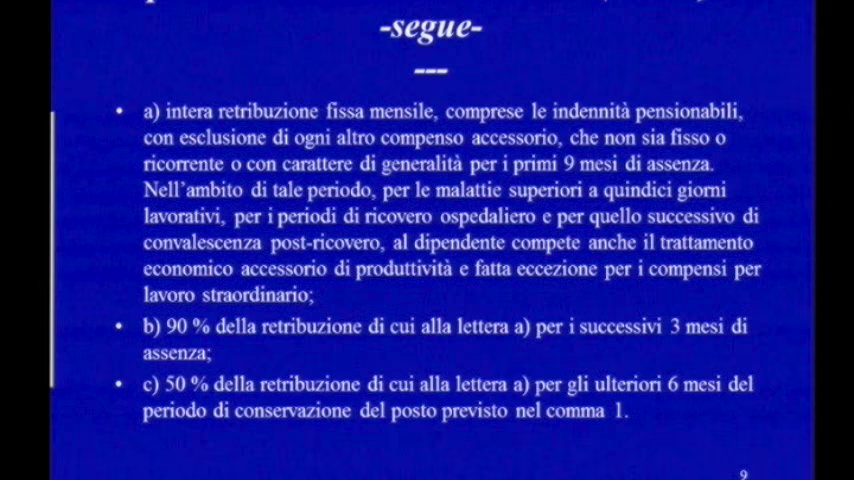 -segue-
---
• a) intera retribuzione fissa mensile, comprese le indennità pensionabili,
con esclusione di ogni altro compenso accessorio, che non sia fisso o
ricorrente o con carattere di generalità per i primi 9 mesi di assenza.
Nell'ambito di tale periodo, per le malattie superiori a quindici giorni
lavorativi, per i periodi di ricovero ospedaliero e per quello successivo di
convalescenza post-ricovero, al dipendente compete anche il trattamento
economico accessorio di produttività e fatta eccezione per i compensi per
lavoro straordinario;
• b) 90 % della retribuzione di cui alla lettera a) per i successivi 3 mesi di
assenza;
• c) 50 % della retribuzione di cui alla lettera a) per gli ulteriori 6 mesi del
periodo di conservazione del posto previsto nel comma 1.
9